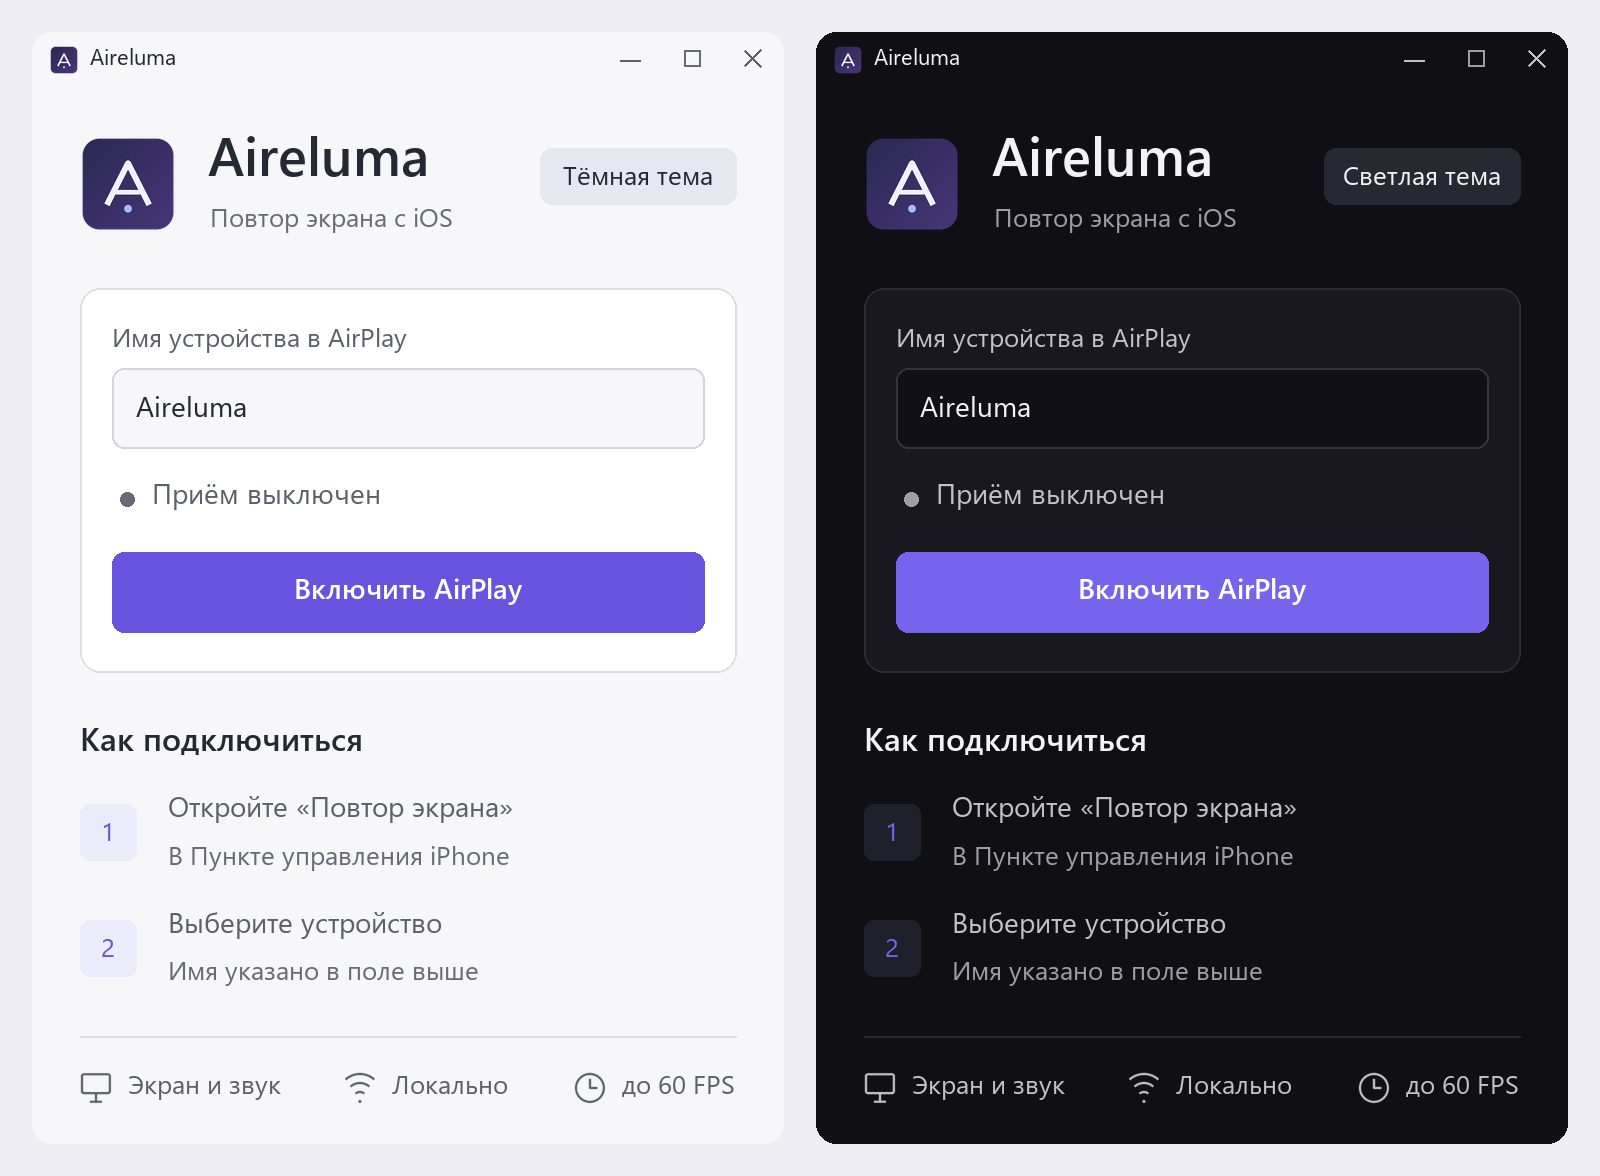 Aireluma
Aireluma
Повтор экрана с iOS
Тёмная тема
Имя устройства в AirPlay
Aireluma
Приём выключен
Включить AirPlay
Как подключиться
1
Откройте «Повтор экрана»
В Пункте управления iPhone
2
Выберите устройство
Имя указано в поле выше
Экран и звук
Локально
до 60 FPS
Aireluma
Aireluma
Повтор экрана с iOS
Светлая тема
Имя устройства в AirPlay
Aireluma
Приём выключен
Включить AirPlay
Как подключиться
1
Откройте «Повтор экрана»
В Пункте управления iPhone
2
Выберите устройство
Имя указано в поле выше
Экран и звук
Локально
до 60 FPS